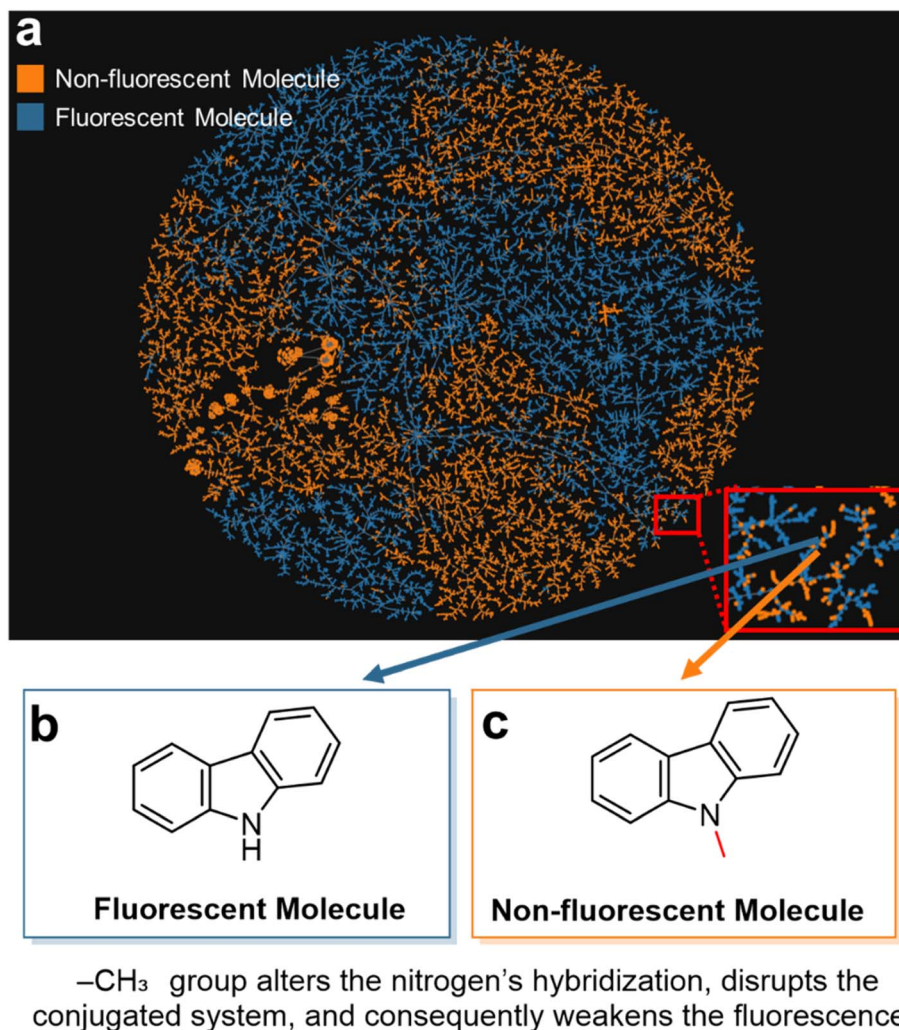 a
Non-fluorescent Molecule
Fluorescent Molecule
b
N
H
Fluorescent Molecule
c
N
Non-fluorescent Molecule
–CH₃ group alters the nitrogen’s hybridization, disrupts the
conjugated system, and consequently weakens the fluorescence